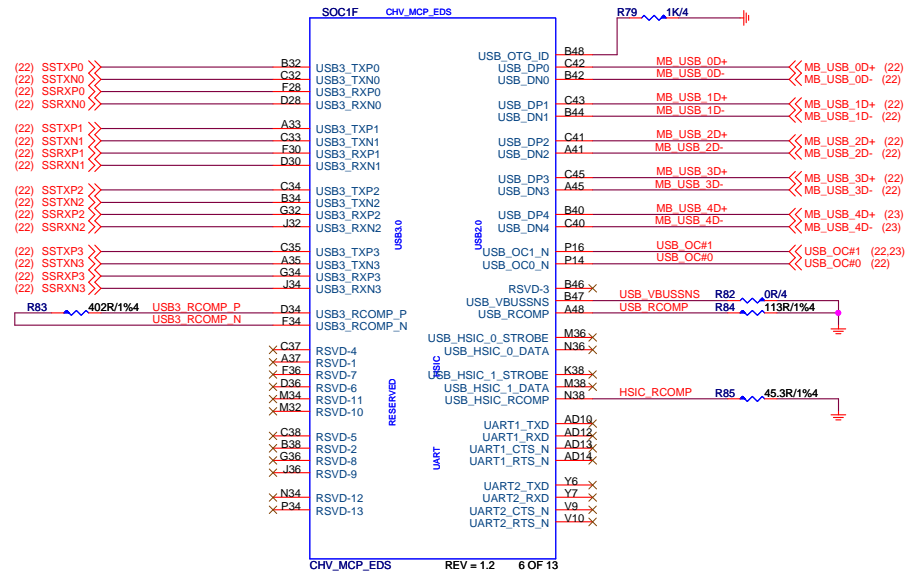 SOC1F CHV_MCP_EDS
R79 1K/4
USB_OTG_ID B48
(22) SSTXP0 B32 USB3_TXP0 USB_DP0 C42 MB_USB_0D+ MB_USB_0D+ (22)
(22) SSTXN0 C32 USB3_TXN0 USB_DN0 B42 MB_USB_0D- MB_USB_0D- (22)
(22) SSRXP0 F28 USB3_RXP0
(22) SSRXN0 D28 USB3_RXN0 USB_DP1 C43 MB_USB_1D+ MB_USB_1D+ (22)
USB_DN1 B44 MB_USB_1D- MB_USB_1D- (22)
(22) SSTXP1 A33 USB3_TXP1
(22) SSTXN1 C33 USB3_TXN1 USB_DP2 C41 MB_USB_2D+ MB_USB_2D+ (22)
(22) SSRXP1 F30 USB3_RXP1 USB_DN2 A41 MB_USB_2D- MB_USB_2D- (22)
(22) SSRXN1 D30 USB3_RXN1
USB_DP3 C45 MB_USB_3D+ MB_USB_3D+ (22)
(22) SSTXP2 C34 USB3_TXP2 USB_DN3 A45 MB_USB_3D- MB_USB_3D- (22)
(22) SSTXN2 B34 USB3_TXN2
(22) SSRXP2 G32 USB3_RXP2 USB_DP4 B40 MB_USB_4D+ MB_USB_4D+ (23)
(22) SSRXN2 J32 USB3_RXN2 USB_DN4 C40 MB_USB_4D- MB_USB_4D- (23)
USB3.0 USB2.0
(22) SSTXP3 C35 USB3_TXP3 USB_OC1_N P16 USB_OC#1 USB_OC#1 (22,23)
(22) SSTXN3 A35 USB3_TXN3 USB_OC0_N P14 USB_OC#0 USB_OC#0 (22)
(22) SSRXP3 G34 USB3_RXP3
(22) SSRXN3 J34 USB3_RXN3 RSVD-3 B46
USB_VBUSSNS B47 USB_VBUSSNS R82 0R/4
R83 402R/1%4 USB3_RCOMP_P D34 USB3_RCOMP_P USB_RCOMP A48 USB_RCOMP R84 113R/1%4
USB3_RCOMP_N F34 USB3_RCOMP_N
USB_HSIC_0_STROBE M36
C37 RSVD-4 USB_HSIC_0_DATA N36
A37 RSVD-1
F36 RSVD-7 USB_HSIC_1_STROBE K38
D36 RSVD-6 USB_HSIC_1_DATA M38
M34 RSVD-11 USB_HSIC_RCOMP N38 HSIC_RCOMP R85 45.3R/1%4
M32 RSVD-10
RESERVED HSIC
UART1_TXD AD10
C38 RSVD-5 UART1_RXD AD12
B38 RSVD-2 UART1_CTS_N AD13
G36 RSVD-8 UART1_RTS_N AD14
J36 RSVD-9
UART
UART2_TXD Y6
N34 RSVD-12 UART2_RXD Y7
P34 RSVD-13 UART2_CTS_N V9
UART2_RTS_N V10
CHV_MCP_EDS REV = 1.2 6 OF 13